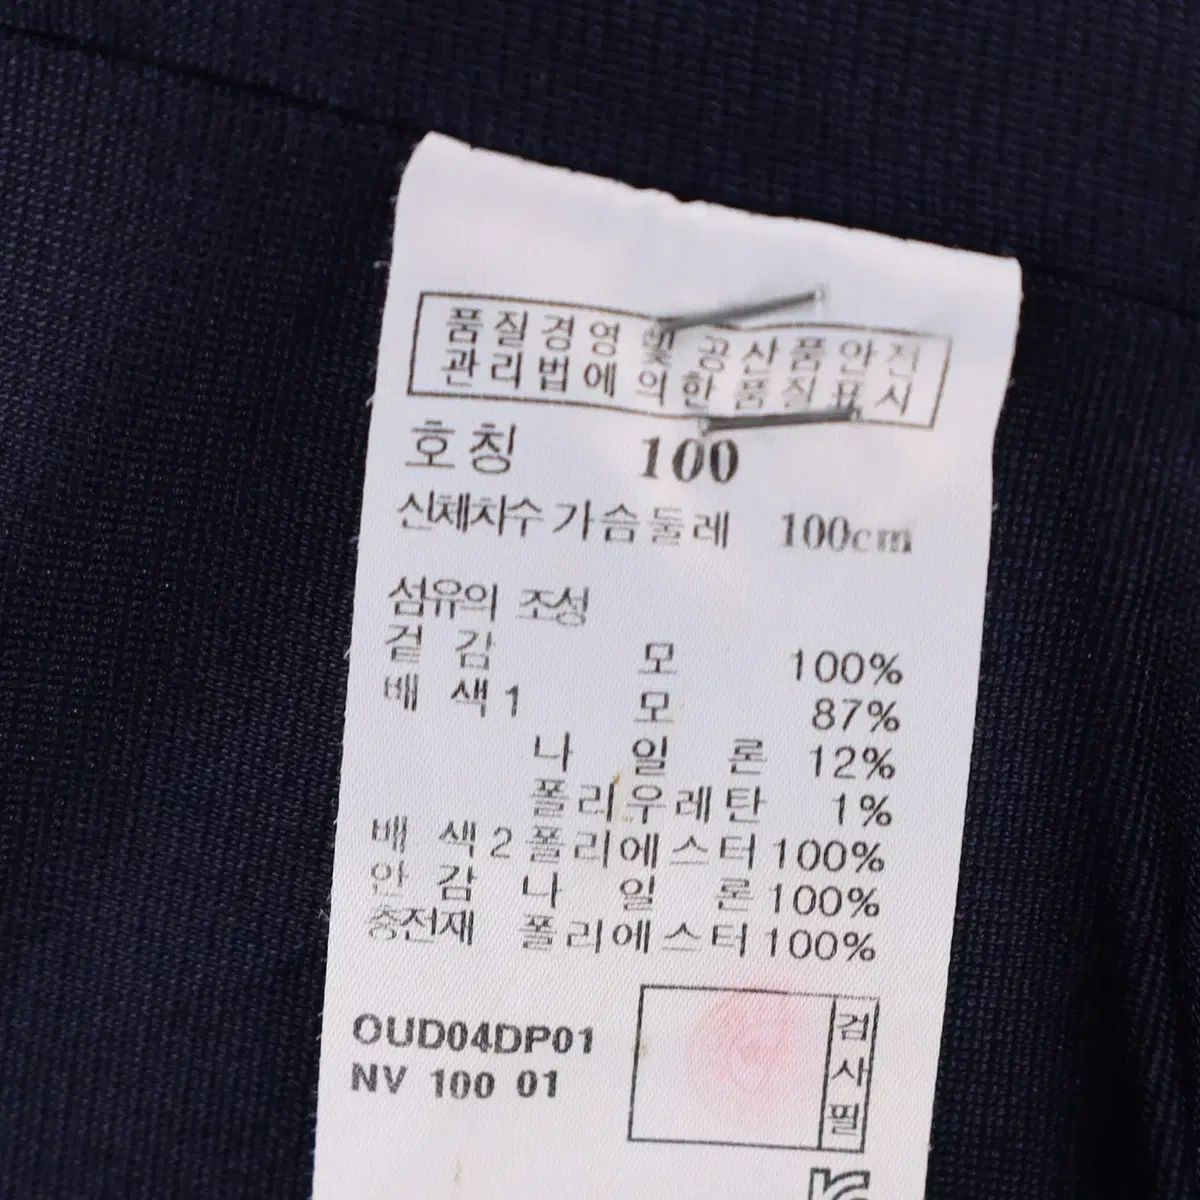 품질경영 및 공산품안전
관리법에 의한 품질표시
호칭 100
신체치수 가슴둘레 100cm
섬유의 조성
겉감 모 100%
배색1 모 87%
나일론 12%
폴리우레탄 1%
배색2 폴리에스터 100%
안감 나일론 100%
충전재 폴리에스터 100%
OUD04DP01
NV 100 01
검사필